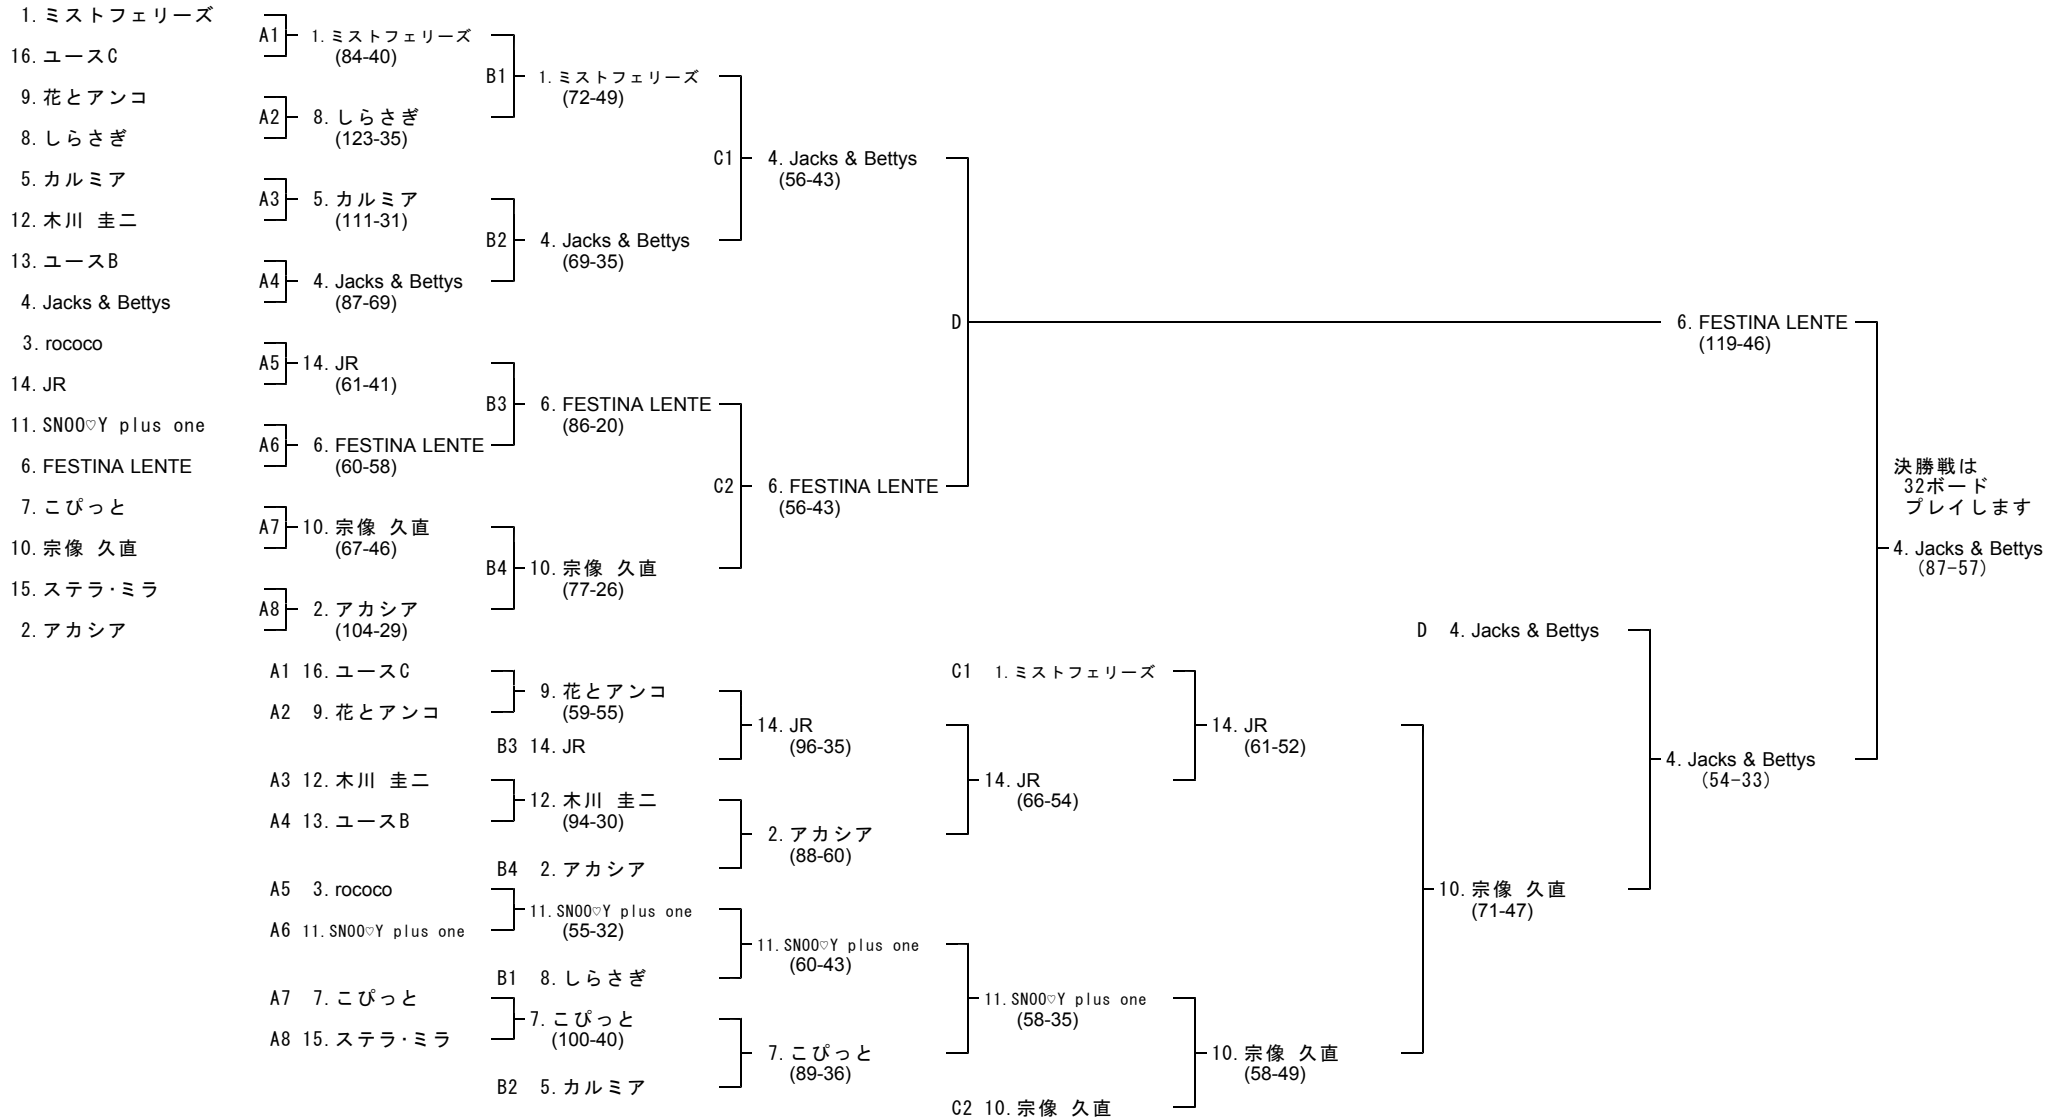 1. ミストフェリーズ
16. ユースC
9. 花とアンコ
8. しらさぎ
5. カルミア
12. 木川 圭二
13. ユースB
4. Jacks & Bettys
3. rococo
14. JR
11. SNOO♡Y plus one
6. FESTINA LENTE
7. こぴっと
10. 宗像 久直
15. ステラ・ミラ
2. アカシア
A1
1. ミストフェリーズ
(84-40)
A2
8. しらさぎ
(123-35)
A3
5. カルミア
(111-31)
A4
4. Jacks & Bettys
(87-69)
A5
14. JR
(61-41)
A6
6. FESTINA LENTE
(60-58)
A7
10. 宗像 久直
(67-46)
A8
2. アカシア
(104-29)
B1
1. ミストフェリーズ
(72-49)
B2
4. Jacks & Bettys
(69-35)
B3
6. FESTINA LENTE
(86-20)
B4
10. 宗像 久直
(77-26)
C1
4. Jacks & Bettys
(56-43)
C2
6. FESTINA LENTE
(56-43)
D
6. FESTINA LENTE
(119-46)
決勝戦は
32ボード
プレイします
4. Jacks & Bettys
(87-57)
A1 16. ユースC
A2 9. 花とアンコ
A3 12. 木川 圭二
A4 13. ユースB
A5 3. rococo
A6 11. SNOO♡Y plus one
A7 7. こぴっと
A8 15. ステラ・ミラ
9. 花とアンコ
(59-55)
B3 14. JR
12. 木川 圭二
(94-30)
B4 2. アカシア
11. SNOO♡Y plus one
(55-32)
B1 8. しらさぎ
7. こぴっと
(100-40)
B2 5. カルミア
14. JR
(96-35)
2. アカシア
(88-60)
11. SNOO♡Y plus one
(60-43)
7. こぴっと
(89-36)
C1 1. ミストフェリーズ
14. JR
(66-54)
11. SNOO♡Y plus one
(58-35)
C2 10. 宗像 久直
14. JR
(61-52)
10. 宗像 久直
(58-49)
D 4. Jacks & Bettys
10. 宗像 久直
(71-47)
4. Jacks & Bettys
(54-33)